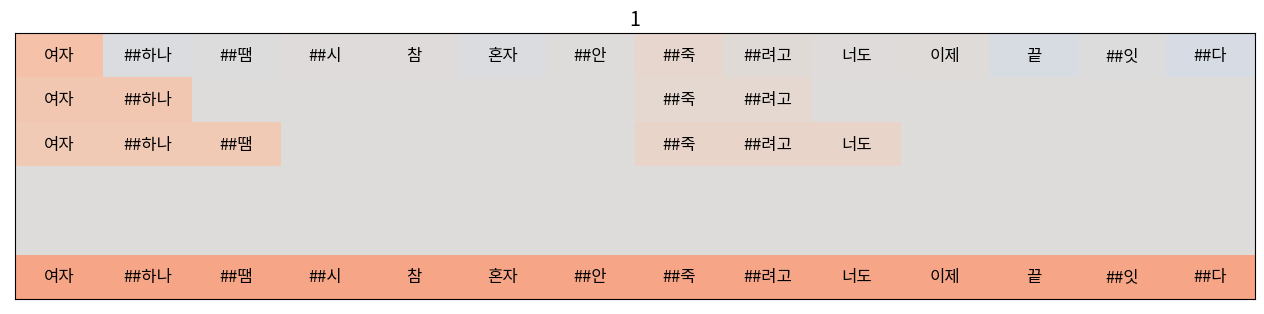 1
여자 ##하나 ##땜 ##시 참 혼자 ##안 ##죽 ##려고 너도 이제 끝 ##잇 ##다
여자 ##하나 ##죽 ##려고
여자 ##하나 ##땜 ##죽 ##려고 너도
여자 ##하나 ##땜 ##시 참 혼자 ##안 ##죽 ##려고 너도 이제 끝 ##잇 ##다